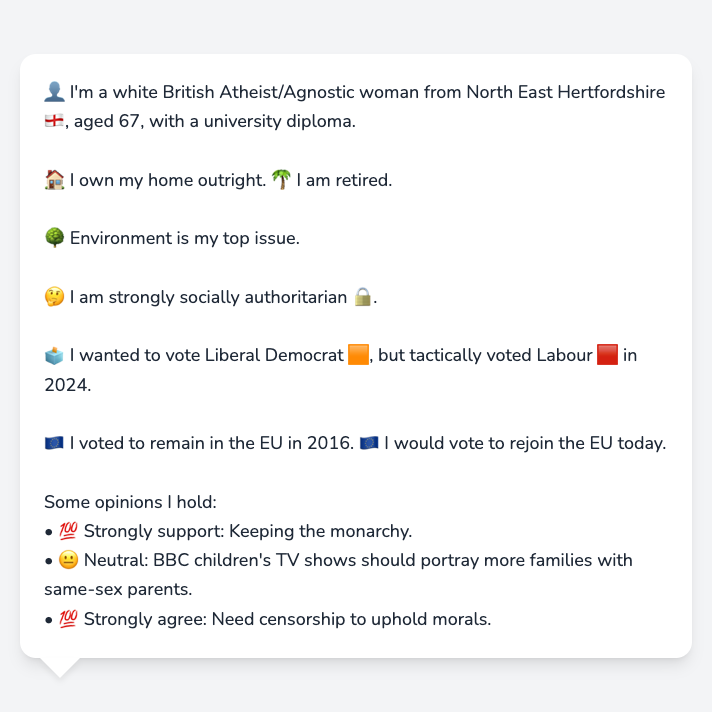 👤 I'm a white British Atheist/Agnostic woman from North East Hertfordshire
🏴󠁧󠁢󠁥󠁮󠁧󠁿, aged 67, with a university diploma.
🏠 I own my home outright. 🌴 I am retired.
🌳 Environment is my top issue.
🤔 I am strongly socially authoritarian 🔒.
🗳️ I wanted to vote Liberal Democrat 🟧, but tactically voted Labour 🟥 in
2024.
🇪🇺 I voted to remain in the EU in 2016. 🇪🇺 I would vote to rejoin the EU today.
Some opinions I hold:
• 💯 Strongly support: Keeping the monarchy.
• 😐 Neutral: BBC children's TV shows should portray more families with
same-sex parents.
• 💯 Strongly agree: Need censorship to uphold morals.